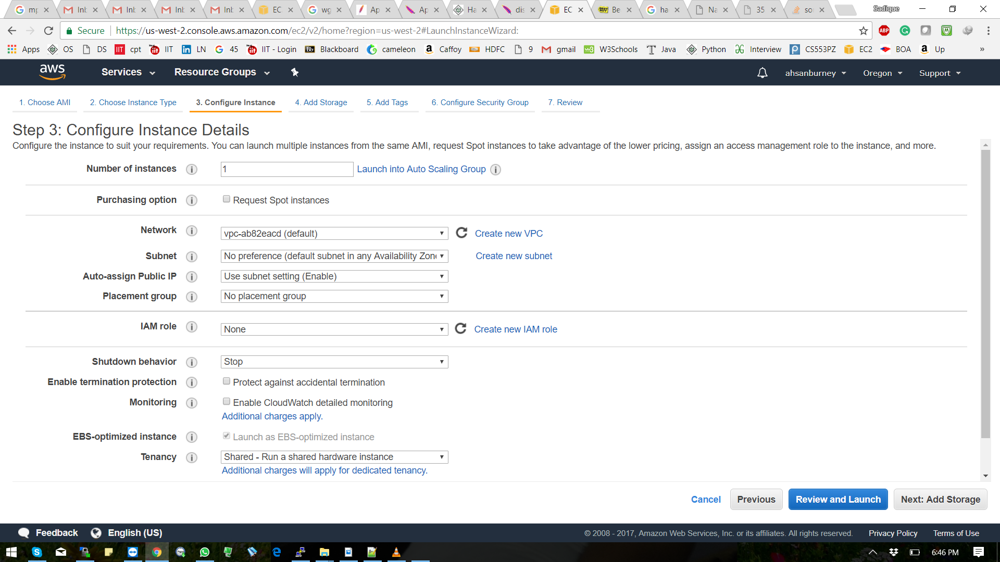 mp Inb Inb Inb Inb EC wg Ap Ap Ha dis EC Be ha Na 35 so Sadique
Secure https://us-west-2.console.aws.amazon.com/ec2/v2/home?region=us-west-2#LaunchInstanceWizard: ABP
Apps OS DS IIT cpt IIT LN 45 IIT - Login Bb Blackboard cameleon Caffoy HDFC 9 gmail W3Schools Java Python Interview CS553PZ EC2 BOA Up »
aws Services Resource Groups ahsanburney Oregon Support
1. Choose AMI 2. Choose Instance Type 3. Configure Instance 4. Add Storage 5. Add Tags 6. Configure Security Group 7. Review
Step 3: Configure Instance Details
Configure the instance to suit your requirements. You can launch multiple instances from the same AMI, request Spot instances to take advantage of the lower pricing, assign an access management role to the instance, and more.
Number of instances 1 Launch into Auto Scaling Group
Purchasing option Request Spot instances
Network vpc-ab82eacd (default) Create new VPC
Subnet No preference (default subnet in any Availability Zon Create new subnet
Auto-assign Public IP Use subnet setting (Enable)
Placement group No placement group
IAM role None Create new IAM role
Shutdown behavior Stop
Enable termination protection Protect against accidental termination
Monitoring Enable CloudWatch detailed monitoring
Additional charges apply.
EBS-optimized instance Launch as EBS-optimized instance
Tenancy Shared - Run a shared hardware instance
Additional charges will apply for dedicated tenancy.
Cancel Previous Review and Launch Next: Add Storage
Feedback English (US) © 2008 - 2017, Amazon Web Services, Inc. or its affiliates. All rights reserved. Privacy Policy Terms of Use
6:46 PM